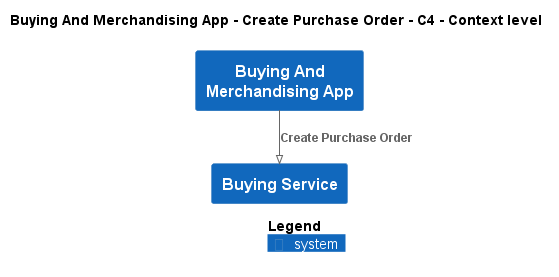 Buying And Merchandising App - Create Purchase Order - C4 - Context level
Buying And
Merchandising App
Create Purchase Order
Buying Service
Legend
system